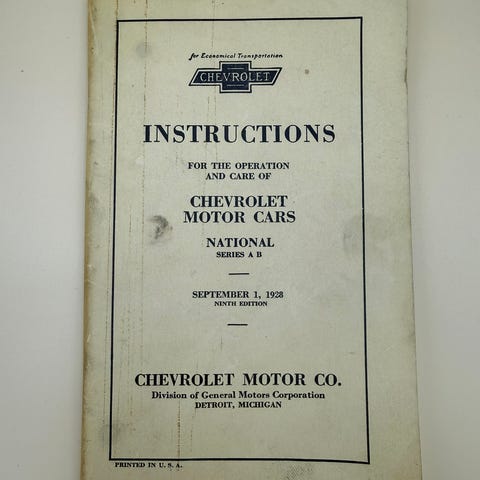 for Economical Transportation
CHEVROLET
INSTRUCTIONS
FOR THE OPERATION
AND CARE OF
CHEVROLET
MOTOR CARS
NATIONAL
SERIES A B
SEPTEMBER 1, 1928
NINTH EDITION
CHEVROLET MOTOR CO.
Division of General Motors Corporation
DETROIT, MICHIGAN
PRINTED IN U. S. A.